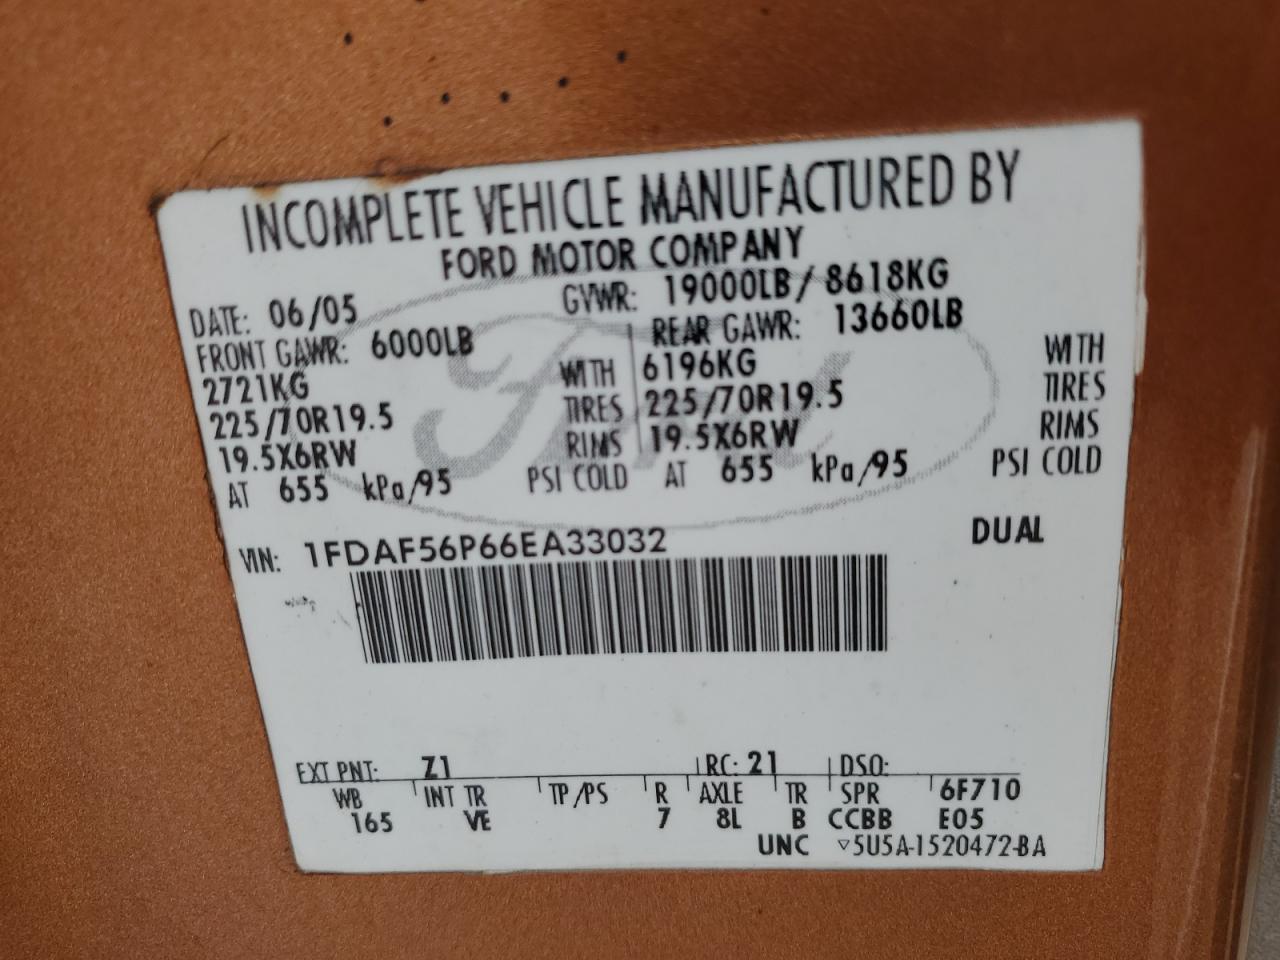 INCOMPLETE VEHICLE MANUFACTURED BY
FORD MOTOR COMPANY
DATE: 06/05 GVWR: 19000LB/ 8618KG
FRONT GAWR: 6000LB REAR GAWR: 13660LB
2721KG WITH 6196KG WITH
225/70R19.5 TIRES 225/70R19.5 TIRES
19.5X6RW RIMS 19.5X6RW RIMS
AT 655 kPa/95 PSI COLD AT 655 kPa/95 PSI COLD
VIN: 1FDAF56P66EA33032 DUAL
EXT PNT: Z1 RC: 21 DSO:
WB INT TR TP/PS R AXLE TR SPR 6F710
165 VE 7 8L B CCBB E05
UNC ▽5U5A-1520472-BA